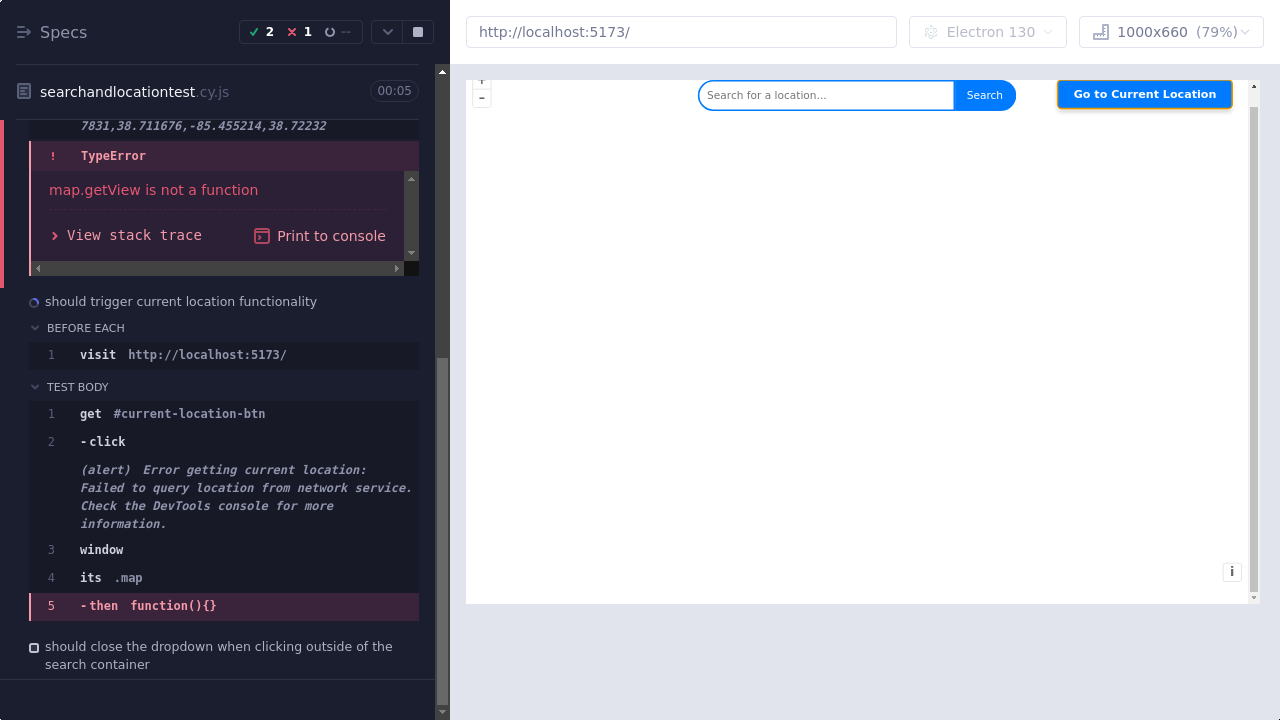 Specs
2
1
--
http://localhost:5173/
Electron 130
1000x660 (79%)
searchandlocationtest.cy.js
00:05
7831,38.711676,-85.455214,38.72232
! TypeError
map.getView is not a function
View stack trace
Print to console
should trigger current location functionality
BEFORE EACH
1 visit http://localhost:5173/
TEST BODY
1 get #current-location-btn
2 -click
(alert) Error getting current location:
Failed to query location from network service.
Check the DevTools console for more
information.
3 window
4 its .map
5 -then function(){}
should close the dropdown when clicking outside of the
search container
+
–
Search for a location...
Search
Go to Current Location
i